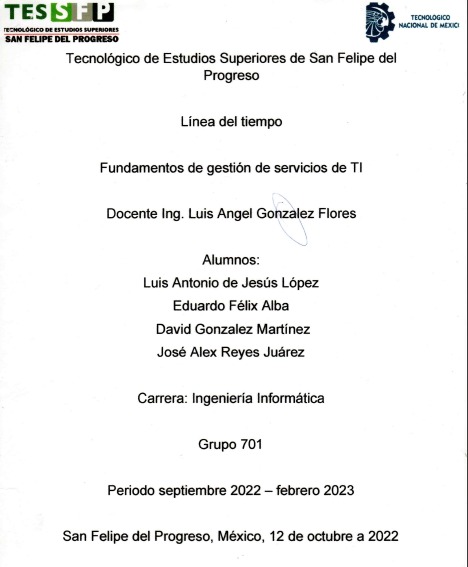 TESSFP
TECNOLÓGICO DE ESTUDIOS SUPERIORES
SAN FELIPE DEL PROGRESO
TECNOLÓGICO
NACIONAL DE MÉXICO
Tecnológico de Estudios Superiores de San Felipe del
Progreso
Línea del tiempo
Fundamentos de gestión de servicios de TI
Docente Ing. Luis Angel Gonzalez Flores
Alumnos:
Luis Antonio de Jesús López
Eduardo Félix Alba
David Gonzalez Martínez
José Alex Reyes Juárez
Carrera: Ingeniería Informática
Grupo 701
Periodo septiembre 2022 – febrero 2023
San Felipe del Progreso, México, 12 de octubre a 2022